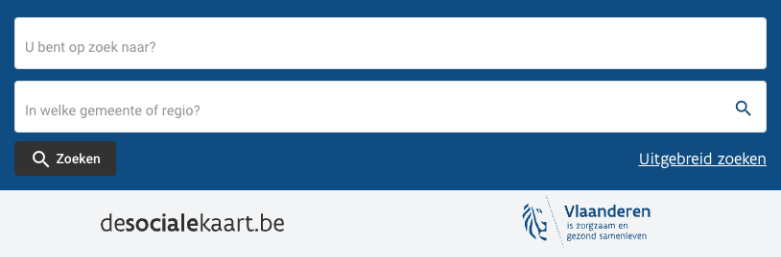 U bent op zoek naar?
In welke gemeente of regio?
Zoeken
Uitgebreid zoeken
desocialekaart.be
Vlaanderen
is zorgzaam en
gezond samenleven